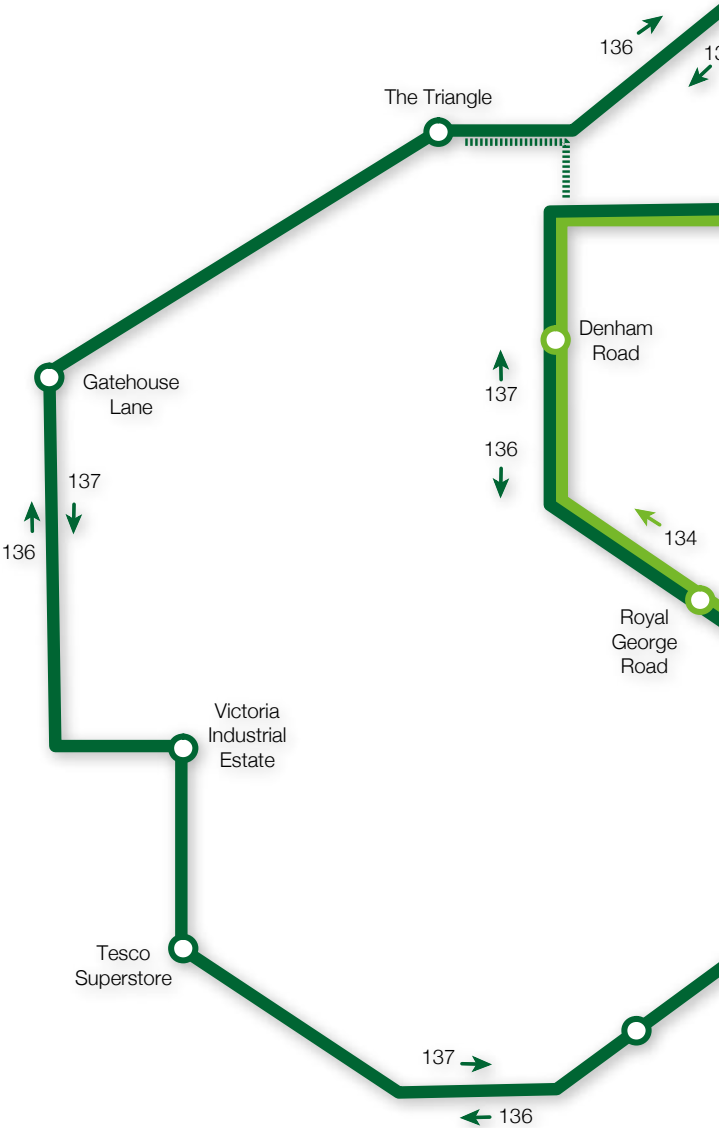 136
The Triangle
Denham
Road
Gatehouse
Lane
137
136
137
136
134
Royal
George
Road
Victoria
Industrial
Estate
Tesco
Superstore
137
136